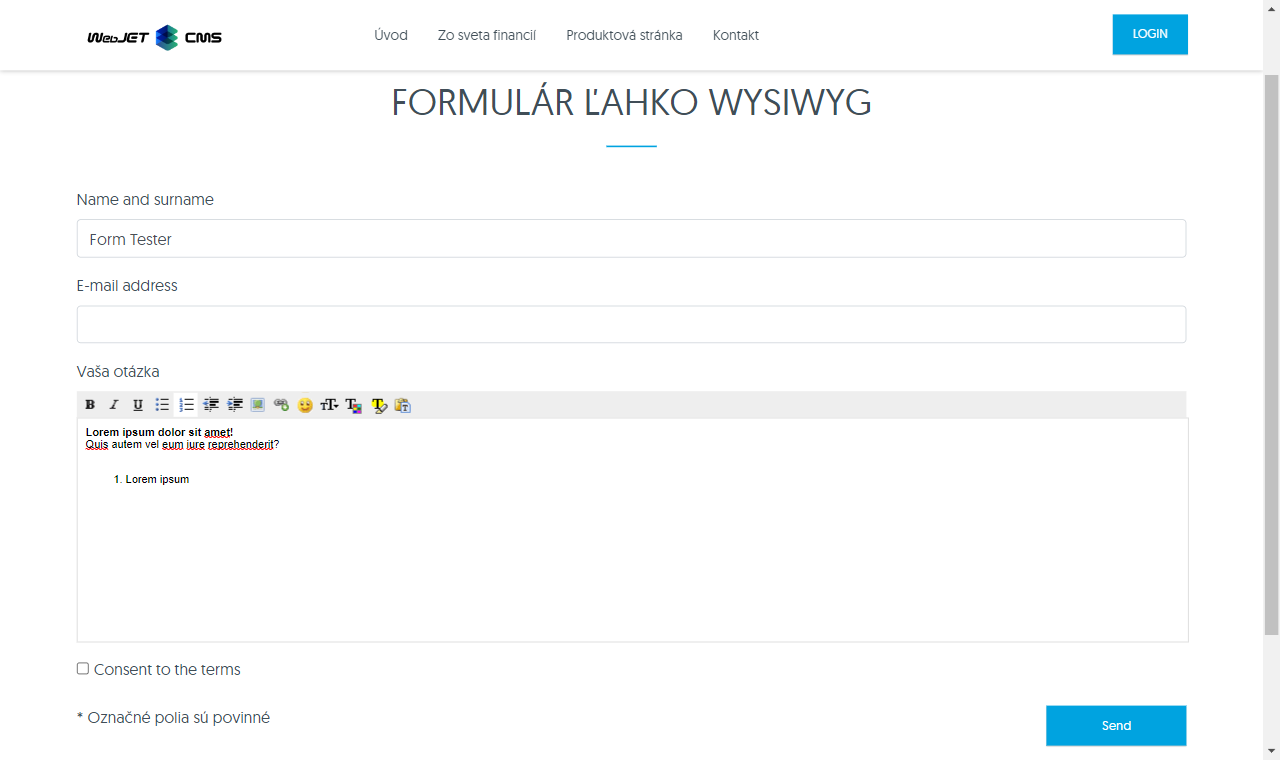 WebJET CMS
Úvod Zo sveta financií Produktová stránka Kontakt
LOGIN
FORMULÁR ĽAHKO WYSIWYG
Name and surname
Form Tester
E-mail address
Vaša otázka
Lorem ipsum dolor sit amet!
Quis autem vel eum iure reprehenderit?
1. Lorem ipsum
Consent to the terms
* Označné polia sú povinné
Send